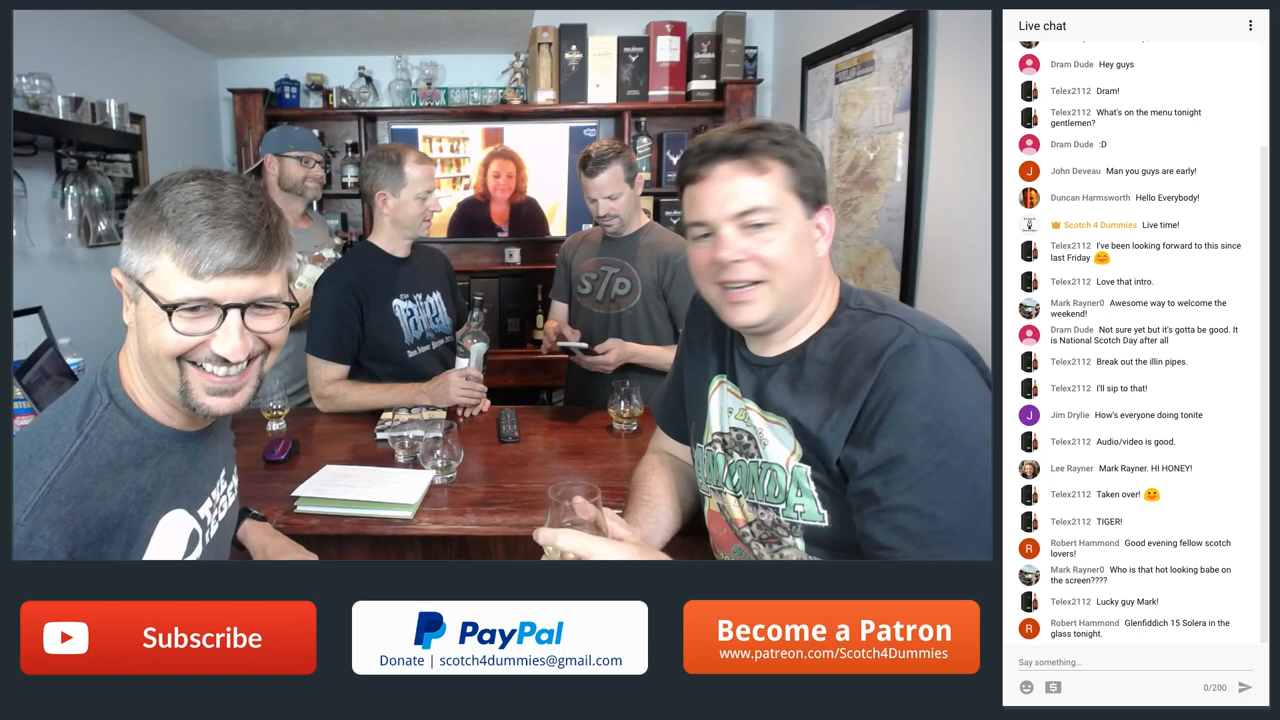 Live chat
Dram Dude Hey guys
Telex2112 Dram!
Telex2112 What's on the menu tonight
gentlemen?
Dram Dude :D
J
John Deveau Man you guys are early!
Duncan Harmsworth Hello Everybody!
Scotch 4 Dummies Live time!
Telex2112 I've been looking forward to this since
last Friday
Telex2112 Love that intro.
Mark Rayner0 Awesome way to welcome the
weekend!
Dram Dude Not sure yet but it's gotta be good. It
is National Scotch Day after all
Telex2112 Break out the illin pipes.
Telex2112 I'll sip to that!
J
Jim Drylie How's everyone doing tonite
Telex2112 Audio/video is good.
Lee Rayner Mark Rayner. HI HONEY!
Telex2112 Taken over!
Telex2112 TIGER!
R
Robert Hammond Good evening fellow scotch
lovers!
Mark Rayner0 Who is that hot looking babe on
the screen????
Telex2112 Lucky guy Mark!
R
Robert Hammond Glenfiddich 15 Solera in the
glass tonight.
Say something...
0/200
STP
THE
LEGEN
Subscribe
PayPal
Donate | scotch4dummies@gmail.com
Become a Patron
www.patreon.com/Scotch4Dummies